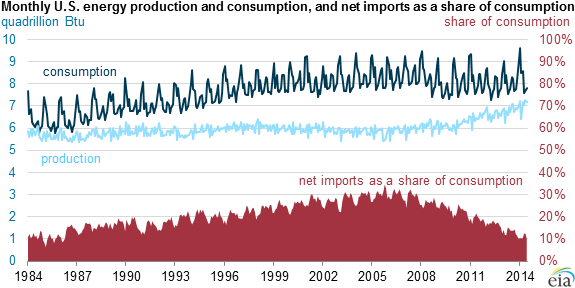 Monthly U.S. energy production and consumption, and net imports as a share of consumption
quadrillion Btu share of consumption
10 100%
9 90%
consumption
8 80%
7 70%
6 60%
production
5 50%
4 40%
net imports as a share of consumption
3 30%
2 20%
1 10%
0 0%
1984 1987 1990 1993 1996 1999 2002 2005 2008 2011 2014
eia